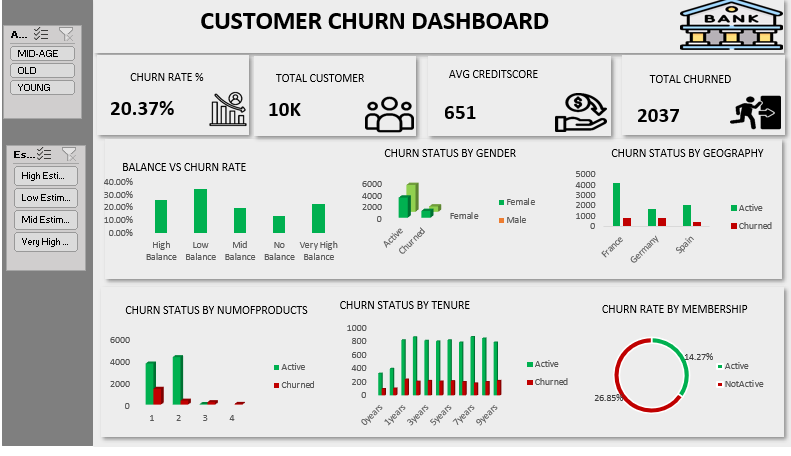 CUSTOMER CHURN DASHBOARD
BANK
A...
MID-AGE
OLD
YOUNG
Es...
High Esti...
Low Estim...
Mid Estim...
Very High ...
CHURN RATE %
20.37%
TOTAL CUSTOMER
10K
AVG CREDITSCORE
651
TOTAL CHURNED
2037
BALANCE VS CHURN RATE
40.00%
30.00%
20.00%
10.00%
0.00%
High Balance
Low Balance
Mid Balance
No Balance
Very High Balance
CHURN STATUS BY GENDER
6000
4000
2000
0
Active
Churned
Female
Female
Male
CHURN STATUS BY GEOGRAPHY
5000
4000
3000
2000
1000
0
France
Germany
Spain
Active
Churned
CHURN STATUS BY NUMOFPRODUCTS
6000
4000
2000
0
1 2 3 4
Active
Churned
CHURN STATUS BY TENURE
1000
800
600
400
200
0
0years
1years
3years
5years
7years
9years
Active
Churned
CHURN RATE BY MEMBERSHIP
14.27%
26.85%
Active
NotActive